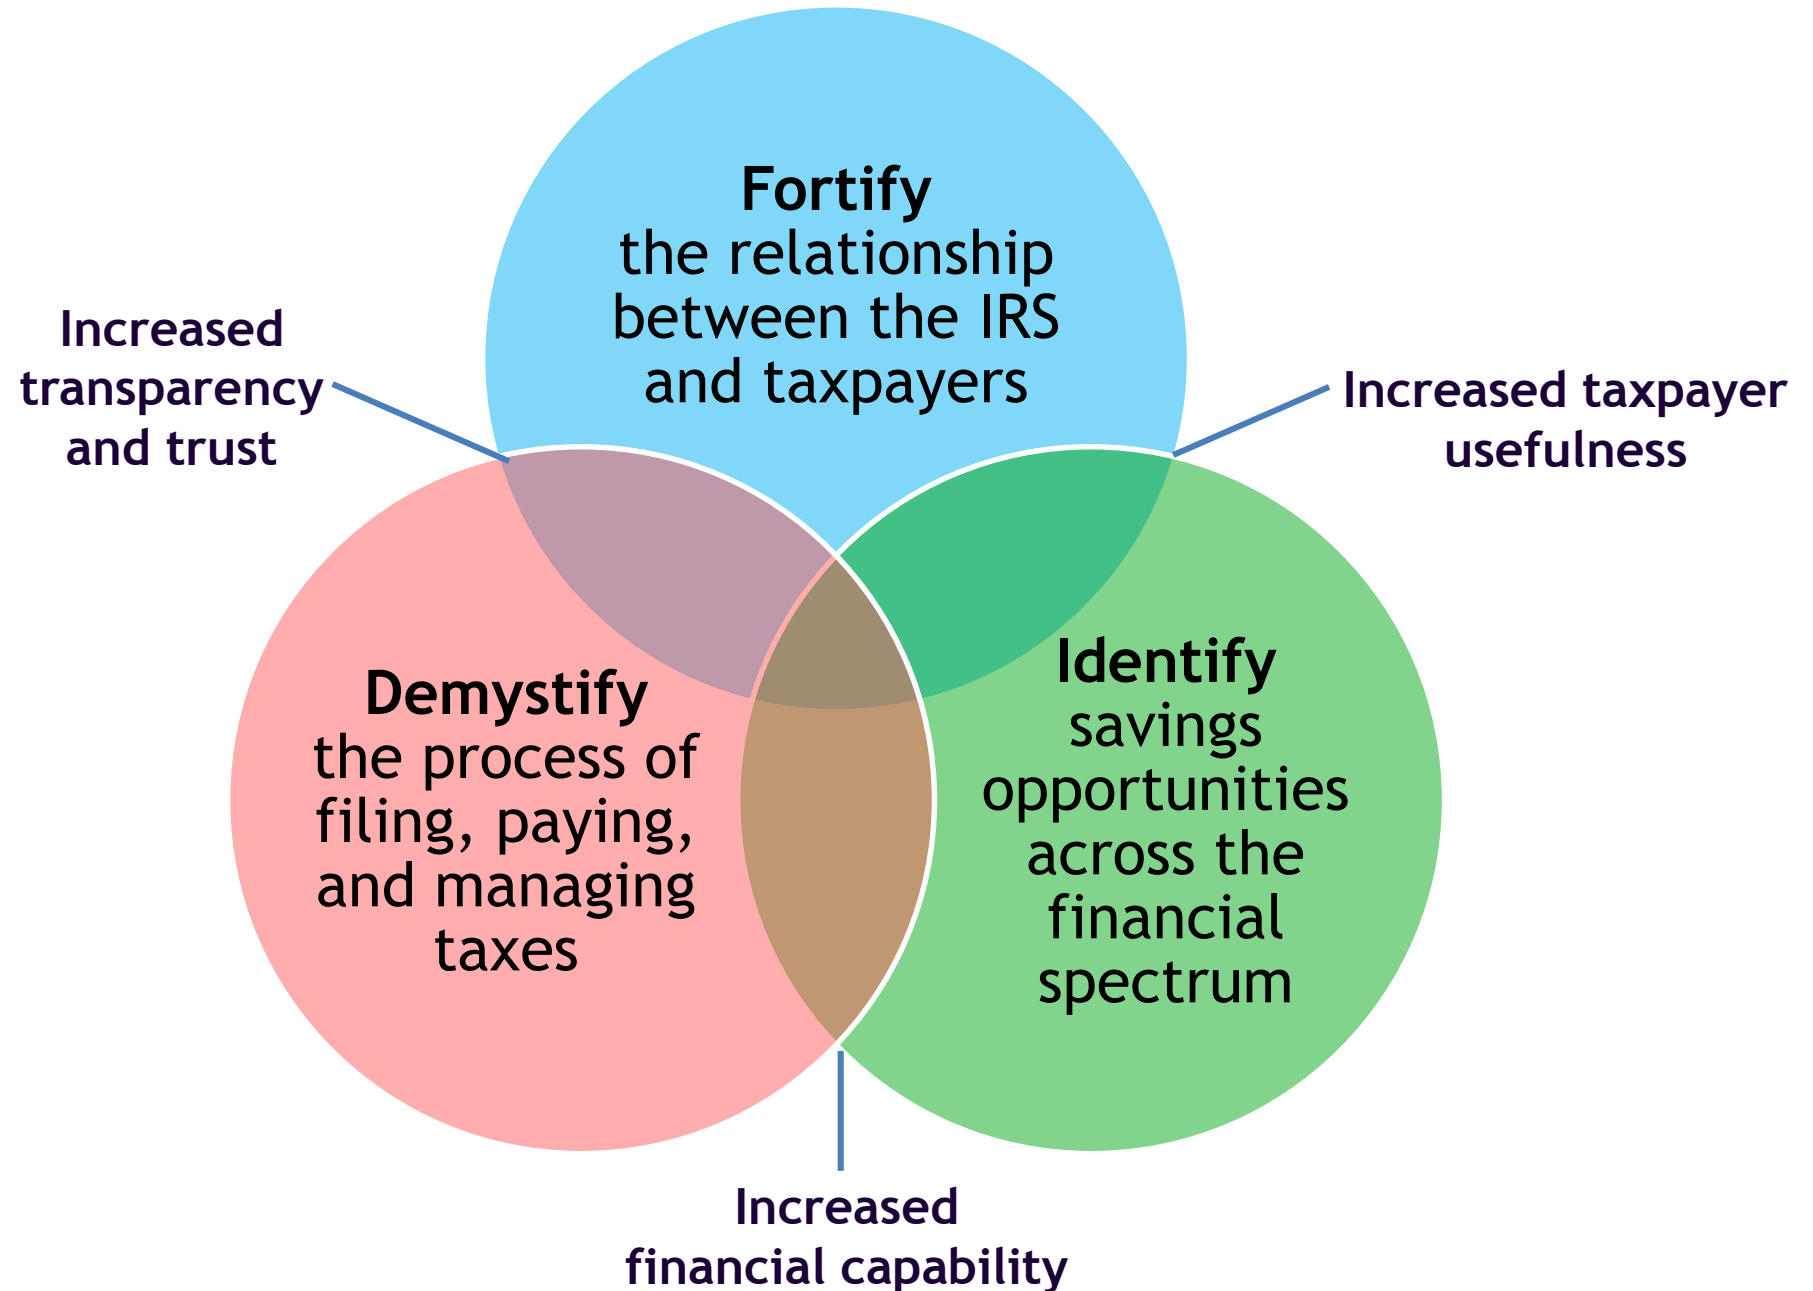 Fortify
the relationship
between the IRS
and taxpayers
Increased
transparency
and trust
Increased taxpayer
usefulness
Demystify
the process of
filing, paying,
and managing
taxes
Identify
savings
opportunities
across the
financial
spectrum
Increased
financial capability